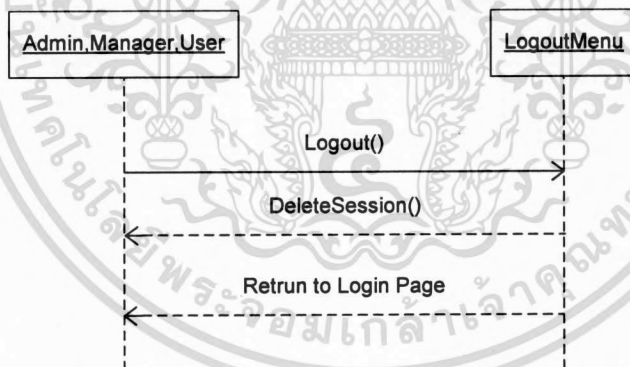 Admin,Manager,User
LogoutMenu
Logout()
DeleteSession()
Retrun to Login Page